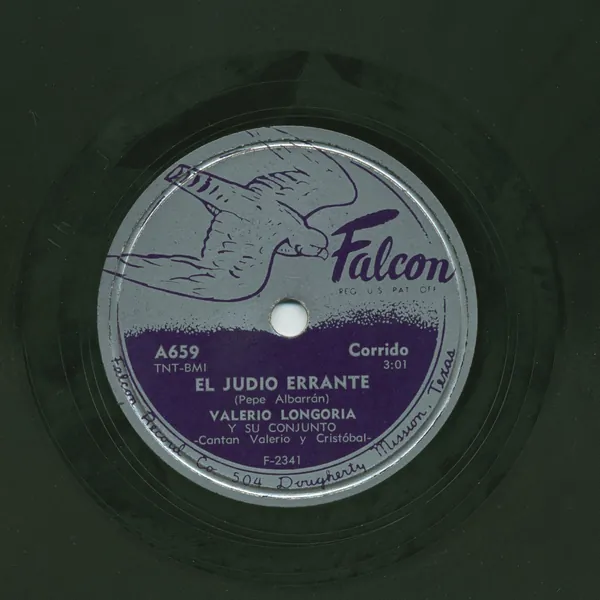 Falcon
REG. U.S. PAT. OFF.
A659
Corrido
TNT-BMI
3:01
EL JUDIO ERRANTE
(Pepe Albarrán)
VALERIO LONGORIA
Y SU CONJUNTO
-Cantan Valerio y Cristóbal-
F-2341
Falcon Record Co 504 Dougherty Mission, Texas